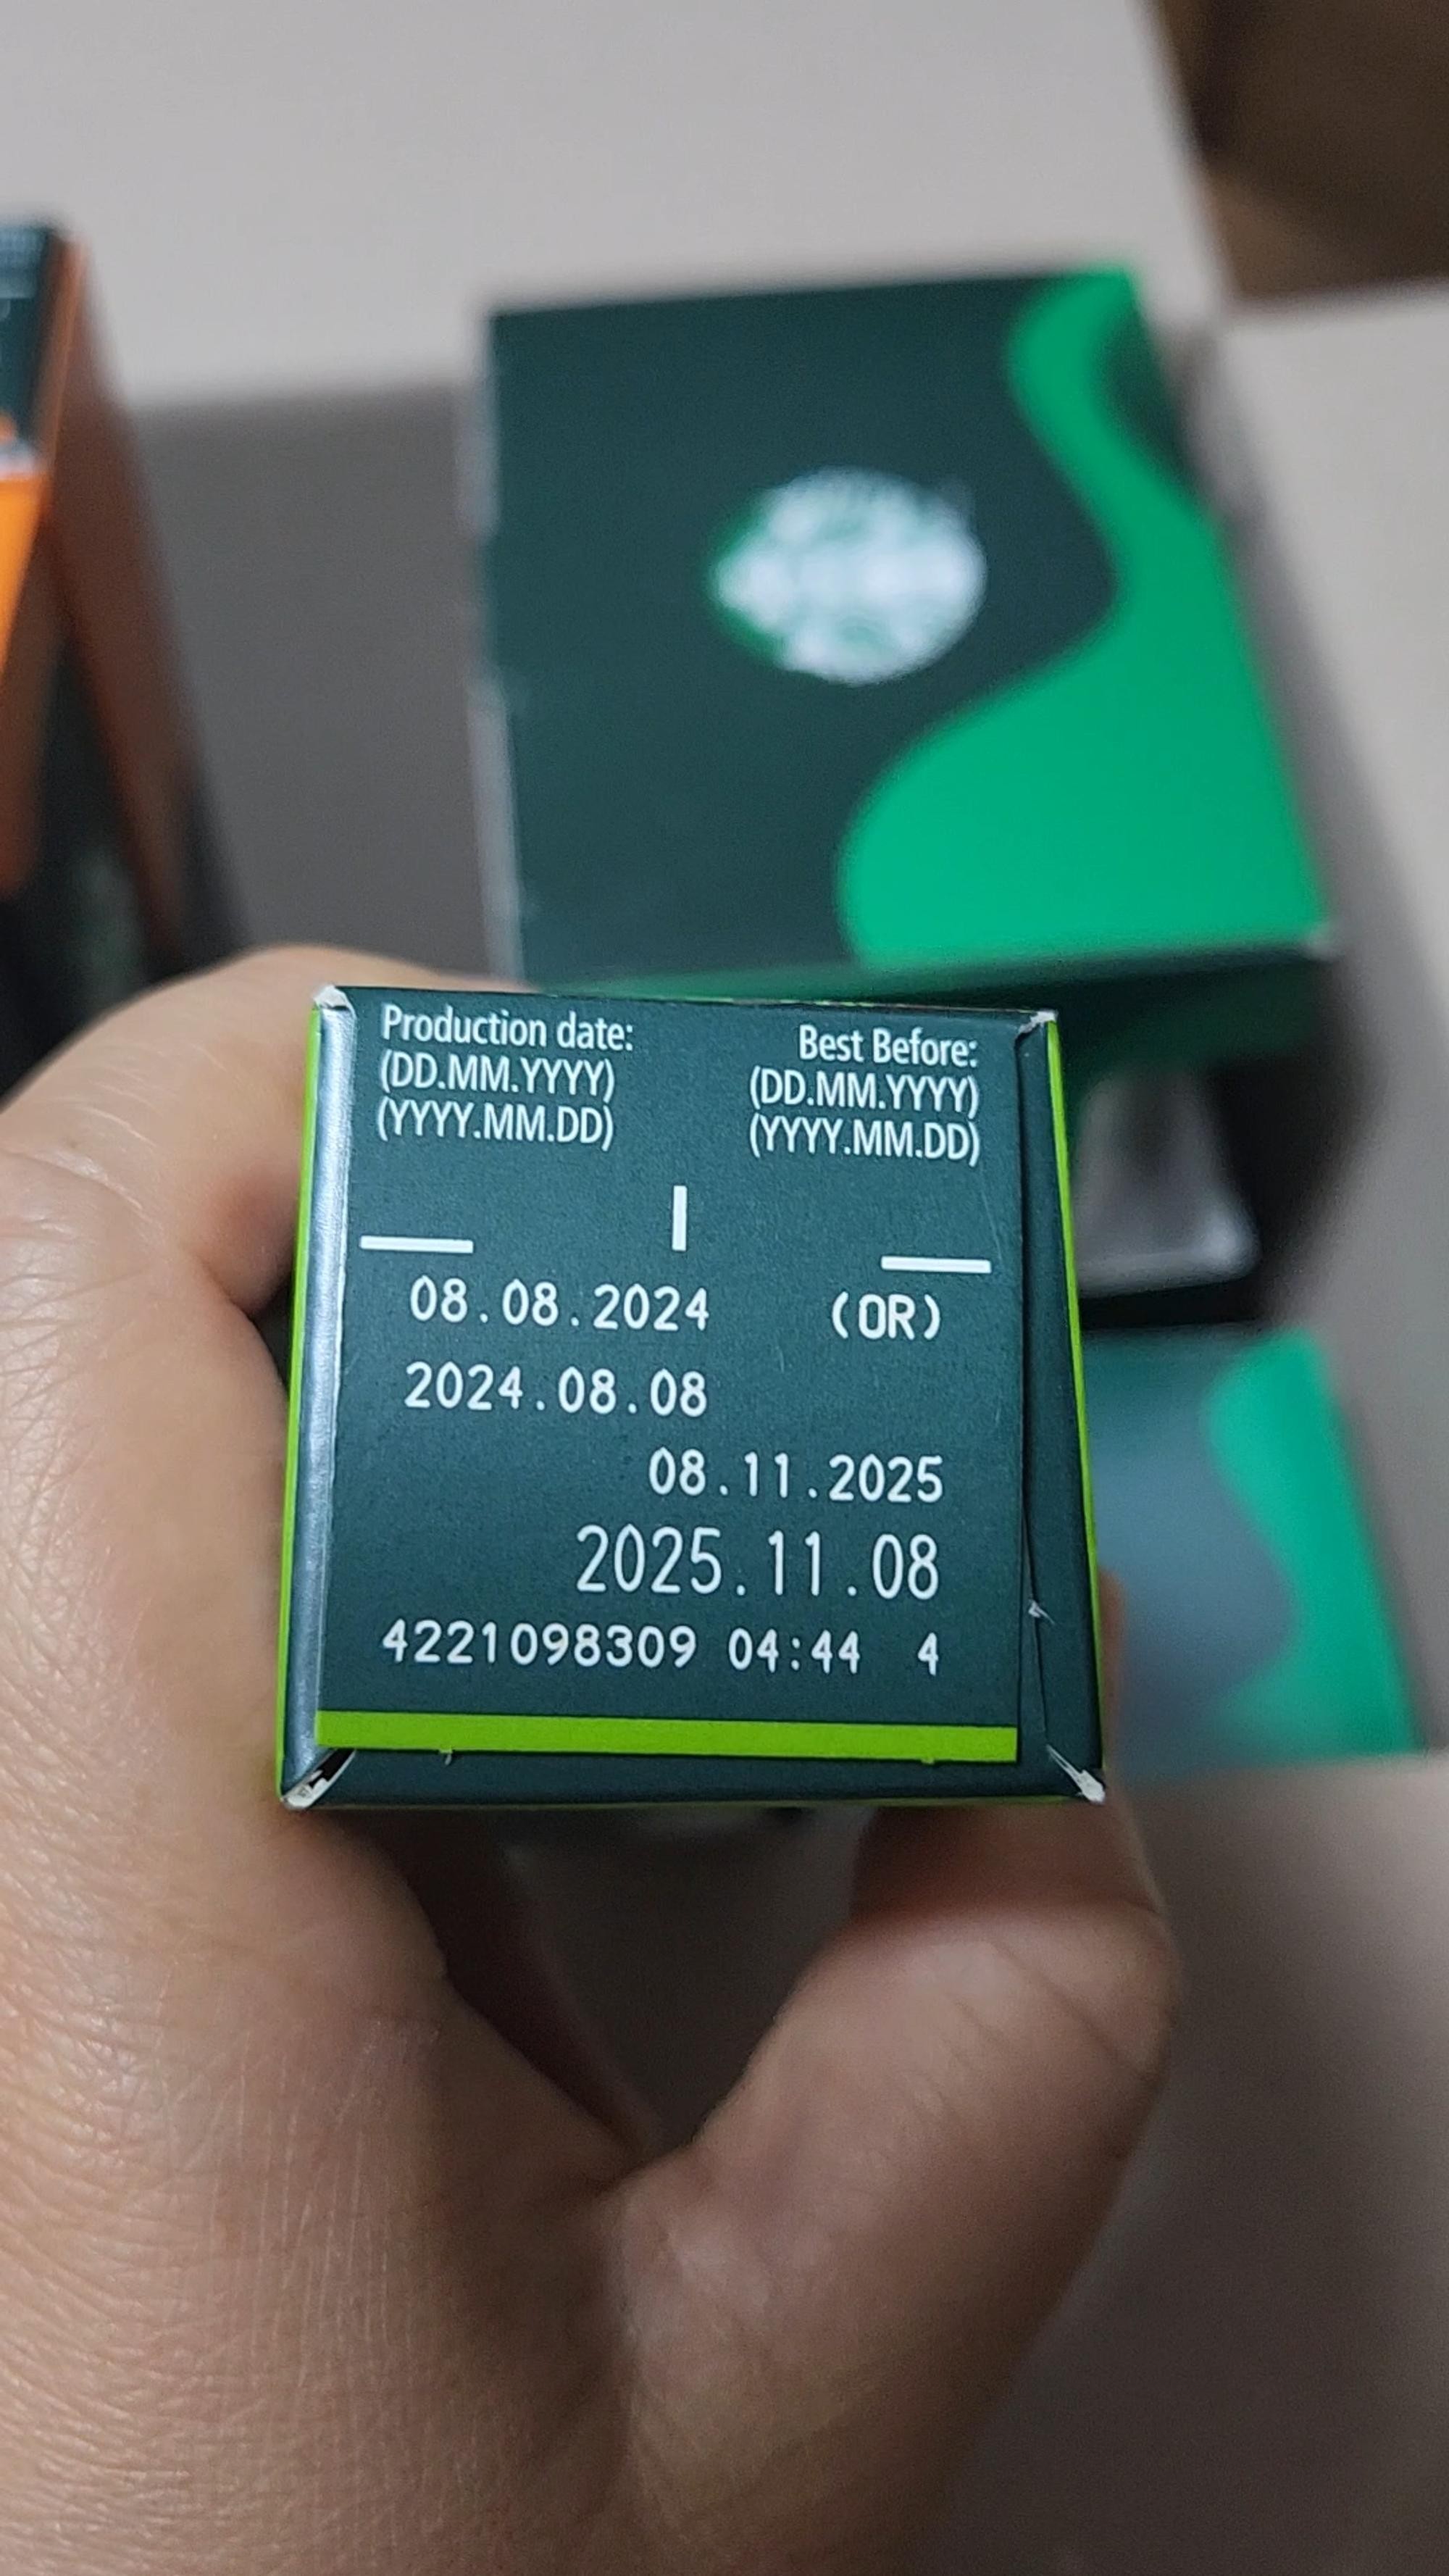 Production date:
(DD.MM.YYYY)
(YYYY.MM.DD)
Best Before:
(DD.MM.YYYY)
(YYYY.MM.DD)
08.08.2024 (OR)
2024.08.08
08.11.2025
2025.11.08
4221098309 04:44 4